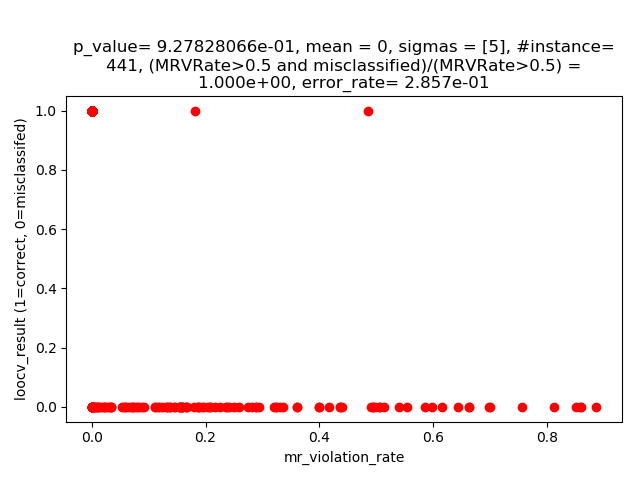 p_value= 9.27828066e-01, mean = 0, sigmas = [5], #instance=
441, (MRVRate>0.5 and misclassified)/(MRVRate>0.5) =
1.000e+00, error_rate= 2.857e-01
1.0
0.8
0.6
0.4
0.2
0.0
loocv_result (1=correct, 0=misclassifed)
0.0 0.2 0.4 0.6 0.8
mr_violation_rate